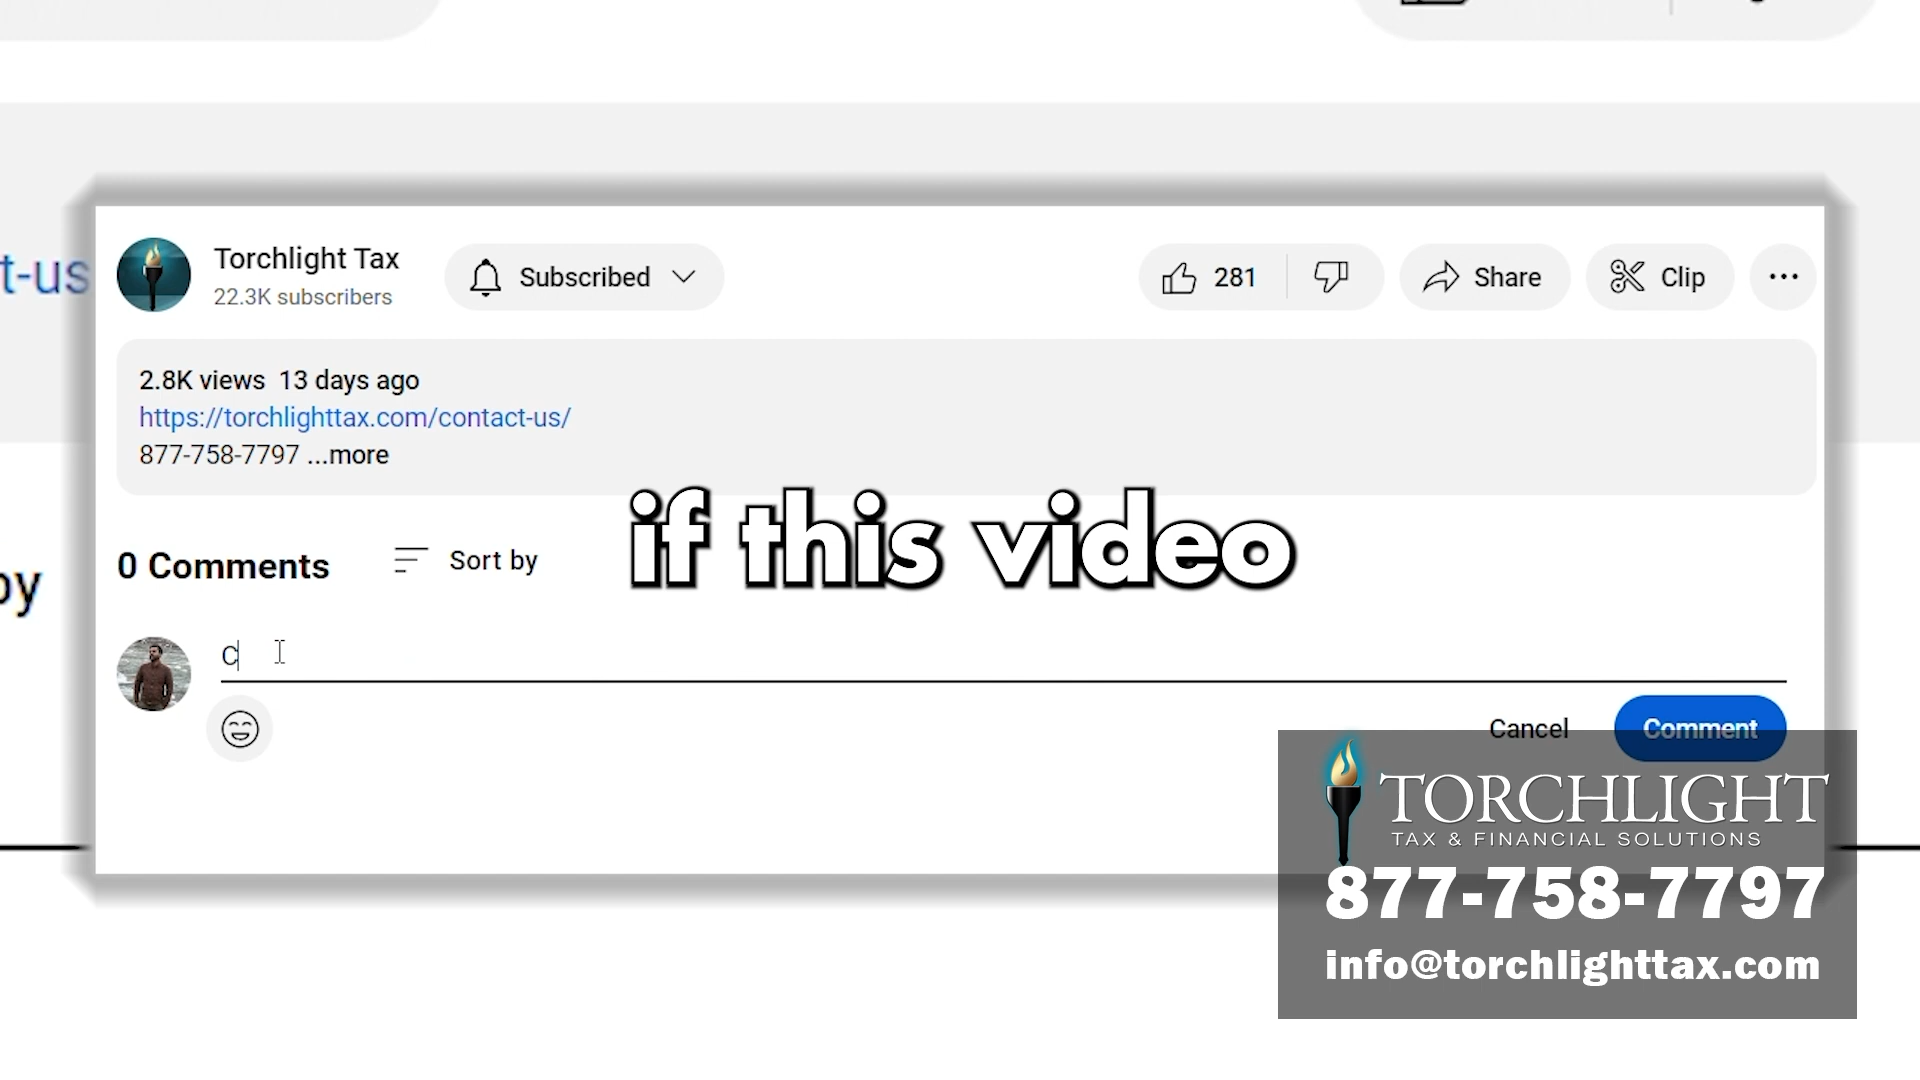 t-us
Torchlight Tax
22.3K subscribers
Subscribed
281
Share
Clip
2.8K views 13 days ago
https://torchlighttax.com/contact-us/
877-758-7797 ...more
if this video
0 Comments
Sort by
by
C
Cancel
Comment
TORCHLIGHT
TAX & FINANCIAL SOLUTIONS
877-758-7797
info@torchlighttax.com